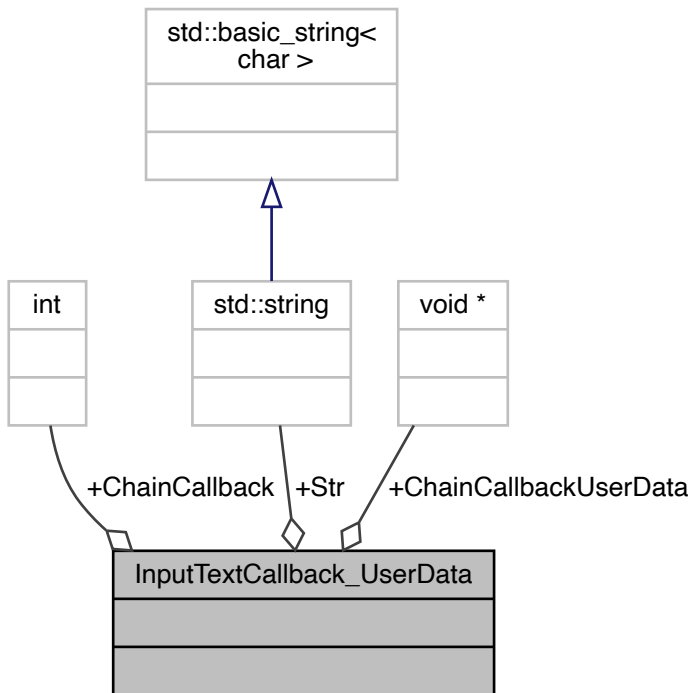 std::basic_string<
char >
int
std::string
void *
+ChainCallback
+Str
+ChainCallbackUserData
InputTextCallback_UserData